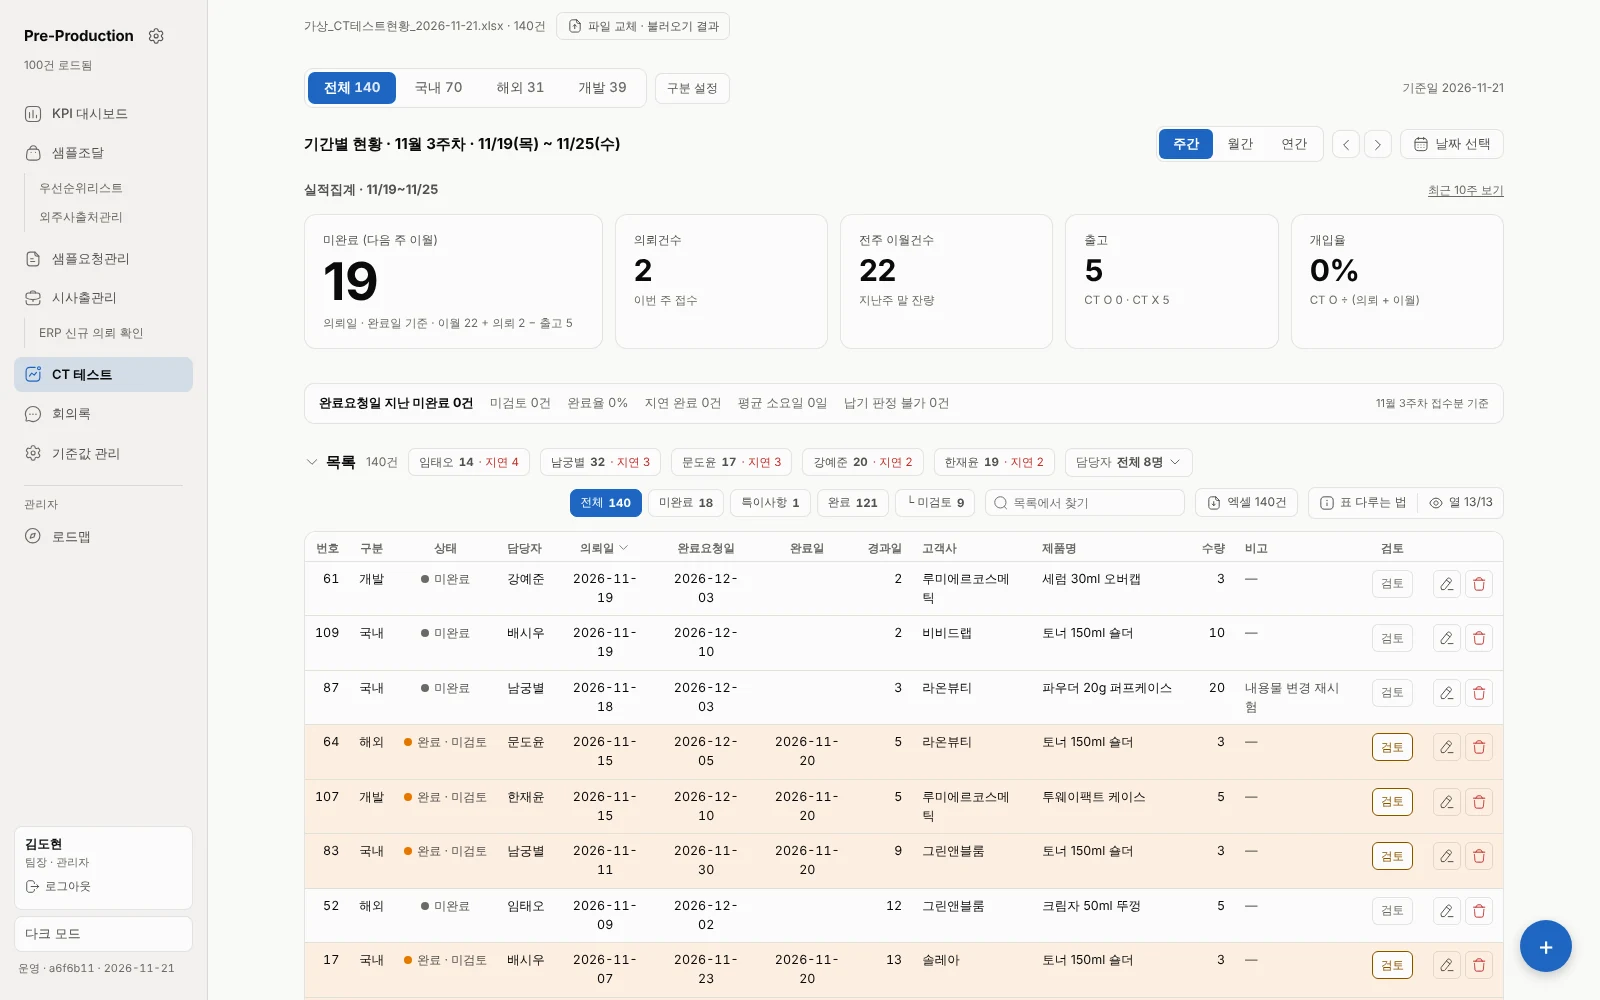 Pre-Production
100건 로드됨
KPI 대시보드
샘플조달
우선순위리스트
외주사출처관리
샘플요청관리
시사출관리
ERP 신규 의뢰 확인
CT 테스트
회의록
기준값 관리
관리자
로드맵
김도현
팀장 · 관리자
로그아웃
다크 모드
운영 · a6f6b11 · 2026-11-21
가상_CT테스트현황_2026-11-21.xlsx · 140건 파일 교체 · 불러오기 결과
전체 140 국내 70 해외 31 개발 39 구분 설정 기준일 2026-11-21
기간별 현황 · 11월 3주차 · 11/19(목) ~ 11/25(수) 주간 월간 연간 날짜 선택
실적집계 · 11/19~11/25 최근 10주 보기
미완료 (다음 주 이월)
19
의뢰일 · 완료일 기준 · 이월 22 + 의뢰 2 − 출고 5
의뢰건수
2
이번 주 접수
전주 이월건수
22
지난주 말 잔량
출고
5
CT O 0 · CT X 5
개입율
0%
CT O ÷ (의뢰 + 이월)
완료요청일 지난 미완료 0건 미검토 0건 완료율 0% 지연 완료 0건 평균 소요일 0일 납기 판정 불가 0건 11월 3주차 접수분 기준
목록 140건 임태오 14 · 지연 4 남궁별 32 · 지연 3 문도윤 17 · 지연 3 강예준 20 · 지연 2 한재윤 19 · 지연 2 담당자 전체 8명
전체 140 미완료 18 특이사항 1 완료 121 └ 미검토 9 목록에서 찾기 엑셀 140건 표 다루는 법 열 13/13
번호 구분 상태 담당자 의뢰일 완료요청일 완료일 경과일 고객사 제품명 수량 비고 검토
61 개발 미완료 강예준 2026-11- 2026-12- 2 루미에르코스메 세럼 30ml 오버캡 3 — 검토
19 03 틱
109 국내 미완료 배시우 2026-11- 2026-12- 2 비비드랩 토너 150ml 숄더 10 — 검토
19 10
87 국내 미완료 남궁별 2026-11- 2026-12- 3 라온뷰티 파우더 20g 퍼프케이스 20 내용물 변경 재시 검토
18 03 험
64 해외 완료 · 미검토 문도윤 2026-11- 2026-12- 2026-11- 5 라온뷰티 토너 150ml 숄더 3 — 검토
15 05 20
107 개발 완료 · 미검토 한재윤 2026-11- 2026-12- 2026-11- 5 루미에르코스메 투웨이팩트 케이스 5 — 검토
15 10 20 틱
83 국내 완료 · 미검토 남궁별 2026-11- 2026-11- 2026-11- 9 그린앤블룸 토너 150ml 숄더 3 — 검토
11 30 20
52 해외 미완료 임태오 2026-11- 2026-12- 12 그린앤블룸 크림자 50ml 뚜껑 5 — 검토
09 02
17 국내 완료 · 미검토 배시우 2026-11- 2026-11- 2026-11- 13 솔레아 토너 150ml 숄더 3 — 검토
07 23 20